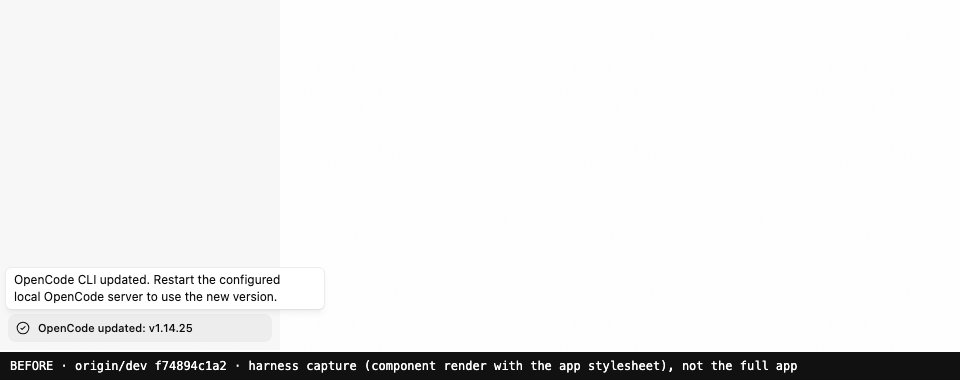 OpenCode CLI updated. Restart the configured
local OpenCode server to use the new version.
OpenCode updated: v1.14.25
BEFORE · origin/dev f74894c1a2 · harness capture (component render with the app stylesheet), not the full app